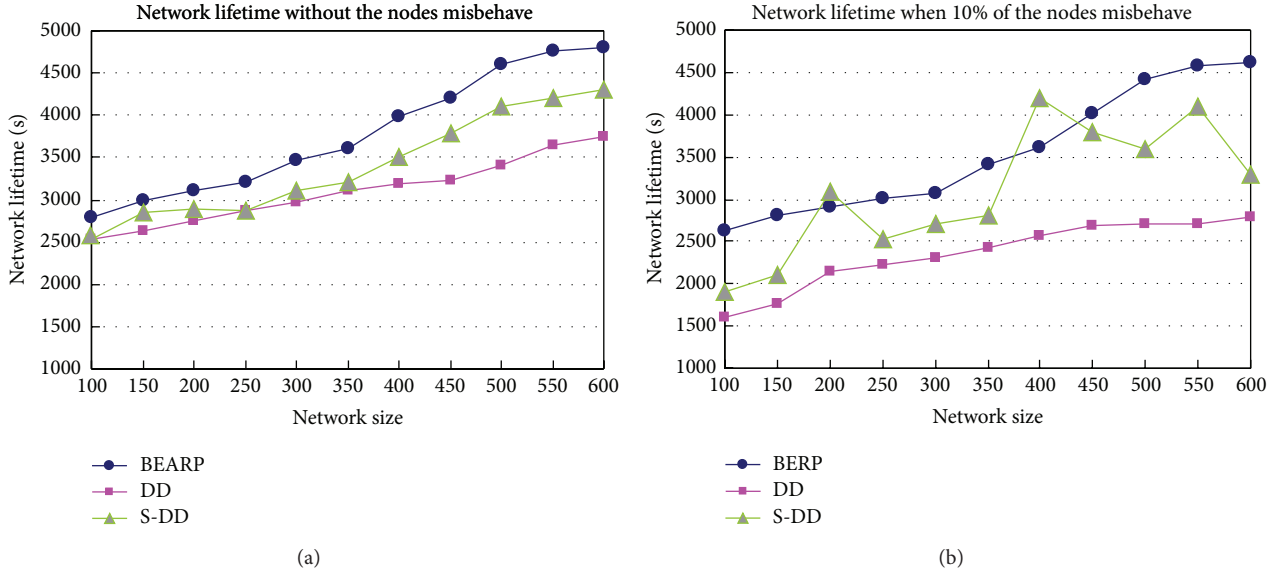 Network lifetime without the nodes misbehave
5000
4500
4000
3500
3000
2500
2000
1500
1000
Network lifetime (s)
100 150 200 250 300 350 400 450 500 550 600
Network size
BEARP
DD
S-DD
(a)
Network lifetime when 10% of the nodes misbehave
5000
4500
4000
3500
3000
2500
2000
1500
1000
Network lifetime (s)
100 150 200 250 300 350 400 450 500 550 600
Network size
BERP
DD
S-DD
(b)